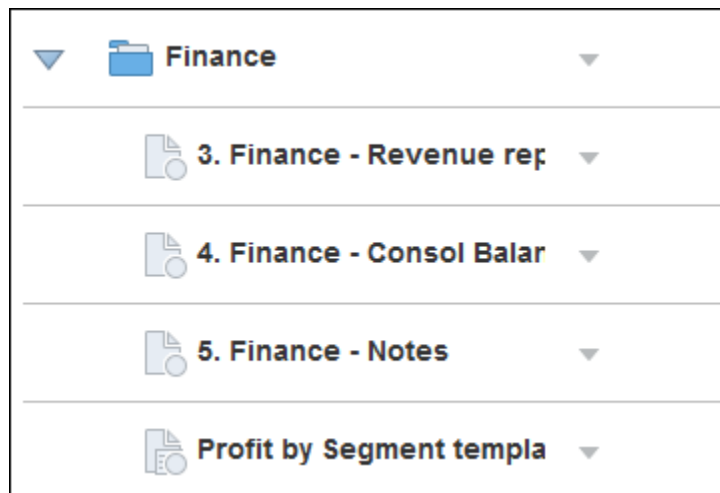 Finance
3. Finance - Revenue rep
4. Finance - Consol Balar
5. Finance - Notes
Profit by Segment templa